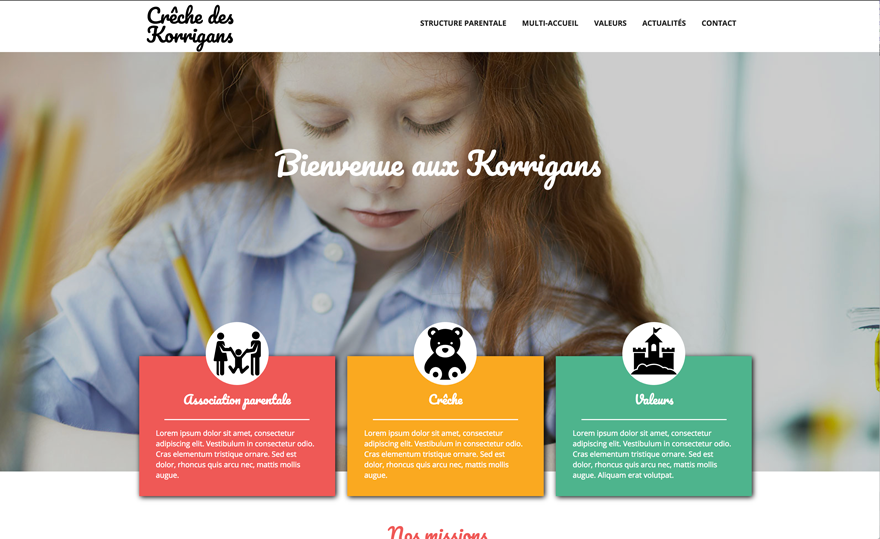 Crêche des
Korrigans
STRUCTURE PARENTALE MULTI-ACCUEIL VALEURS ACTUALITÉS CONTACT
Bienvenue aux Korrigans
Association parentale
Lorem ipsum dolor sit amet, consectetur
adipiscing elit. Vestibulum in consectetur odio.
Cras elementum tristique ornare. Sed est
dolor, rhoncus quis arcu nec, mattis mollis
augue.
Crêche
Lorem ipsum dolor sit amet, consectetur
adipiscing elit. Vestibulum in consectetur odio.
Cras elementum tristique ornare. Sed est
dolor, rhoncus quis arcu nec, mattis mollis
augue.
Valeurs
Lorem ipsum dolor sit amet, consectetur
adipiscing elit. Vestibulum in consectetur odio.
Cras elementum tristique ornare. Sed est
dolor, rhoncus quis arcu nec, mattis mollis
augue. Aliquam erat volutpat.
Nos missions